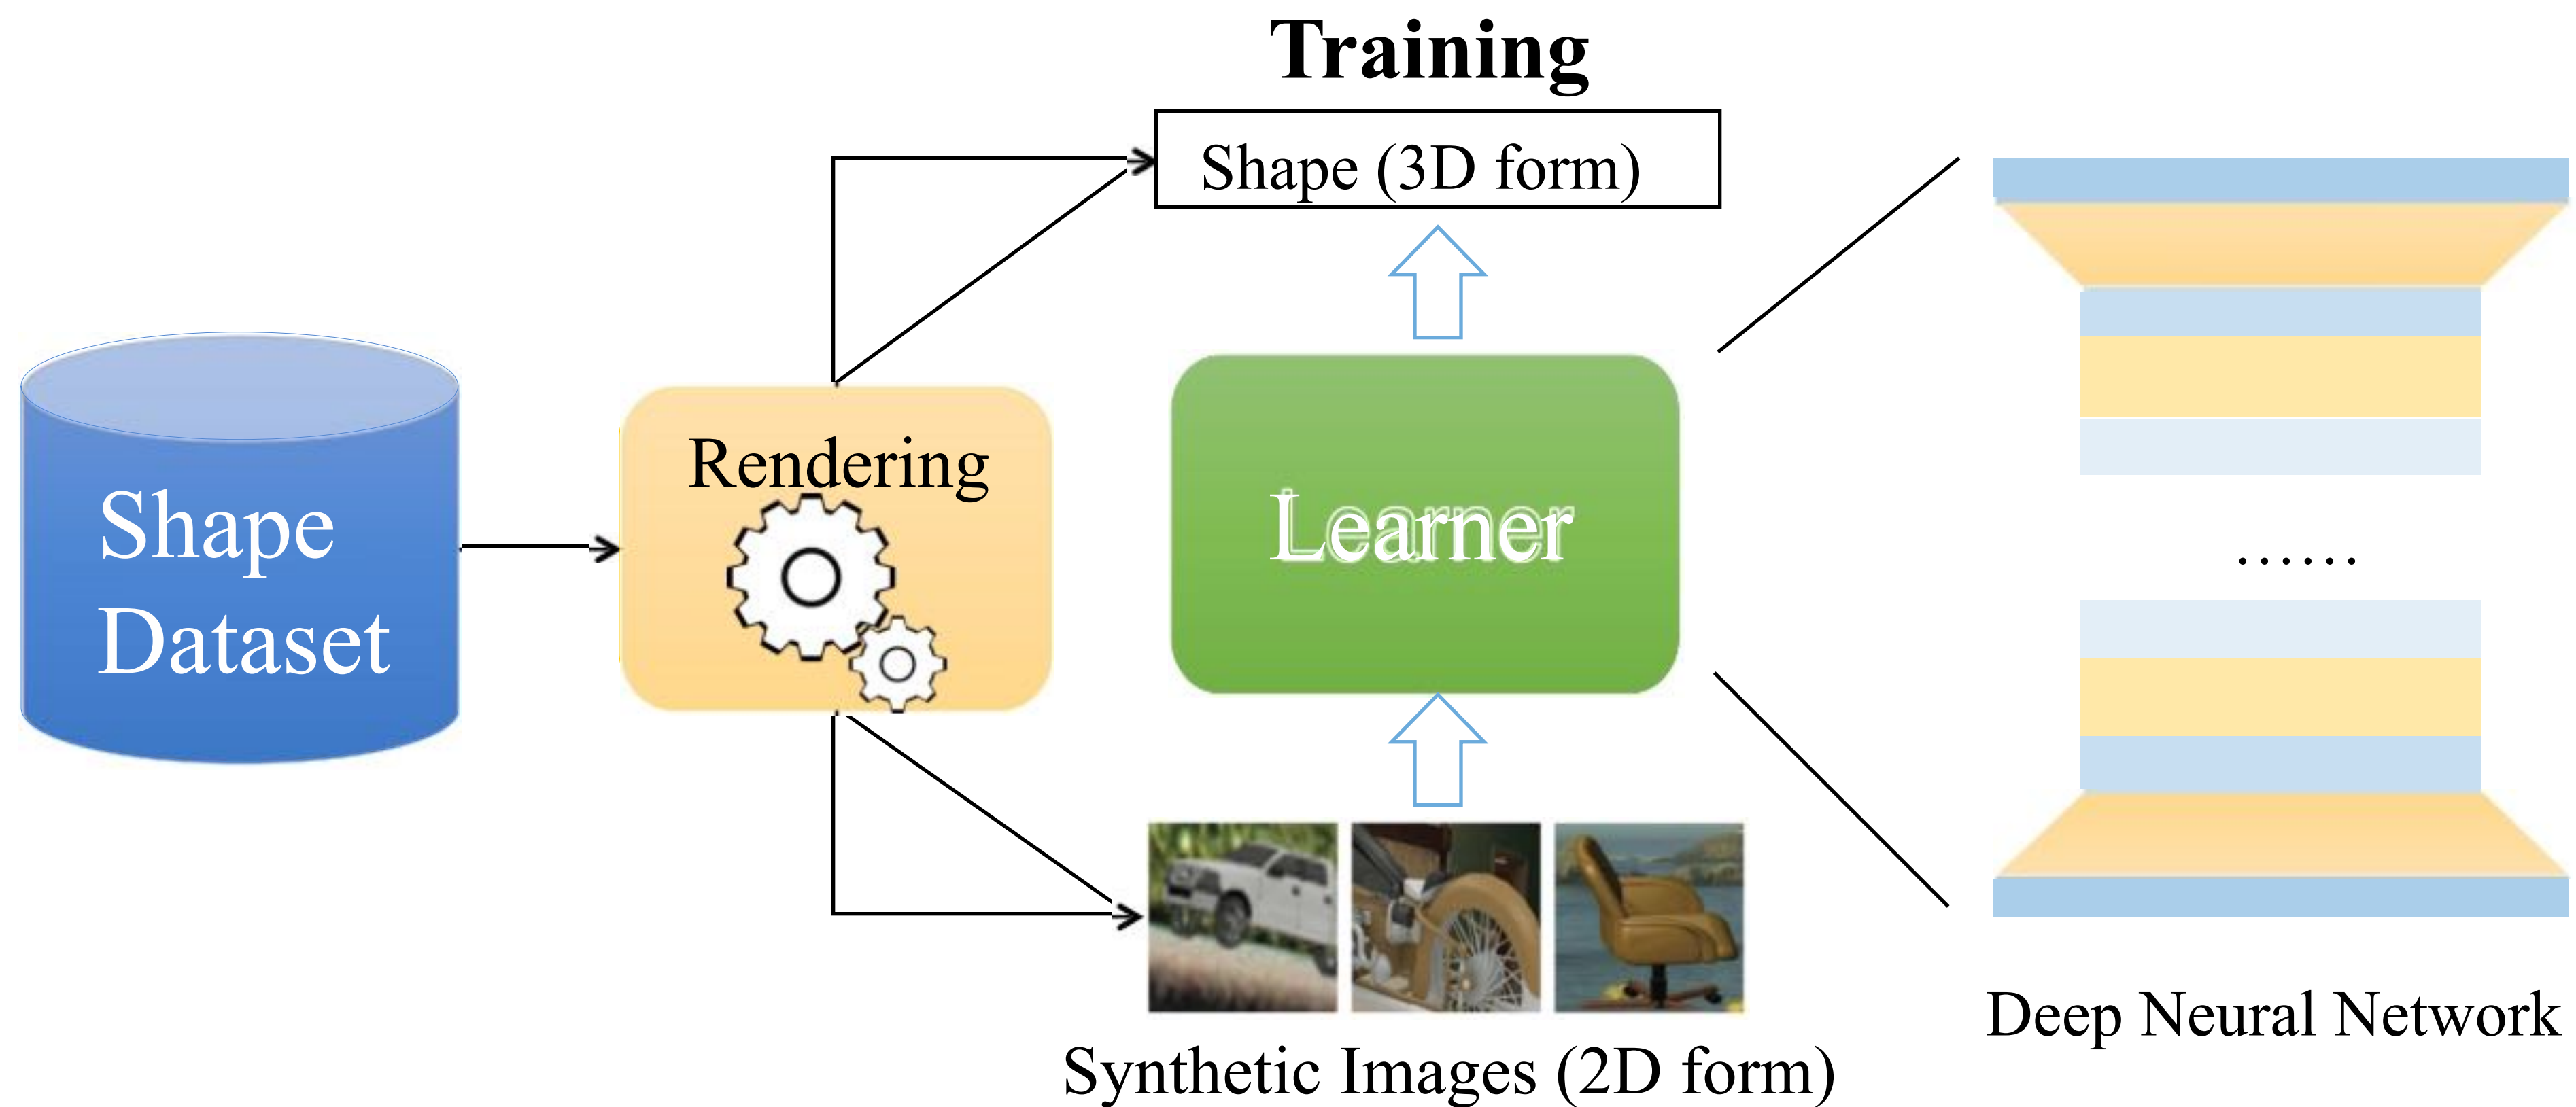 Training
Shape (3D form)
Rendering
Shape
Dataset
Learner
......
Deep Neural Network
Synthetic Images (2D form)